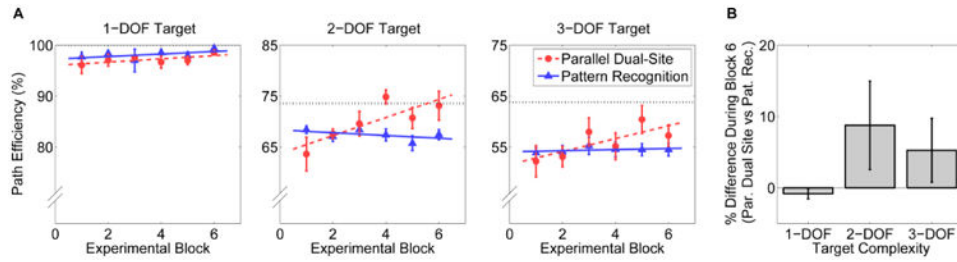 A
1-DOF Target
2-DOF Target
3-DOF Target
B
Path Efficiency (%)
100
90
80
0 2 4 6
Experimental Block
85
75
65
0 2 4 6
Experimental Block
85
75
65
55
0 2 4 6
Experimental Block
Parallel Dual-Site
Pattern Recognition
% Difference During Block 6
(Par. Dual Site vs Pat. Rec.)
20
10
0
1-DOF 2-DOF 3-DOF
Target Complexity